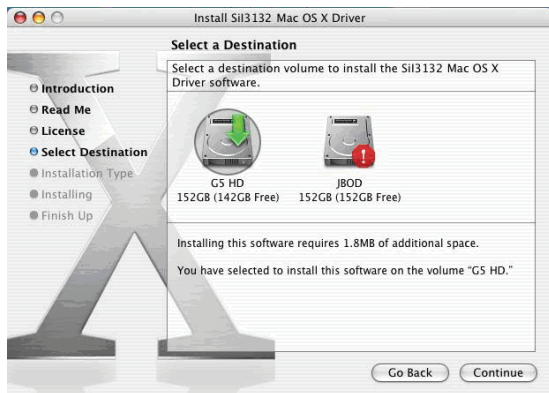 Install SiI3132 Mac OS X Driver
Select a Destination
Select a destination volume to install the SiI3132 Mac OS X
Driver software.
Introduction
Read Me
License
Select Destination
Installation Type
Installing
Finish Up
G5 HD
152GB (142GB Free)
JBOD
152GB (152GB Free)
Installing this software requires 1.8MB of additional space.
You have selected to install this software on the volume “G5 HD.”
Go Back
Continue